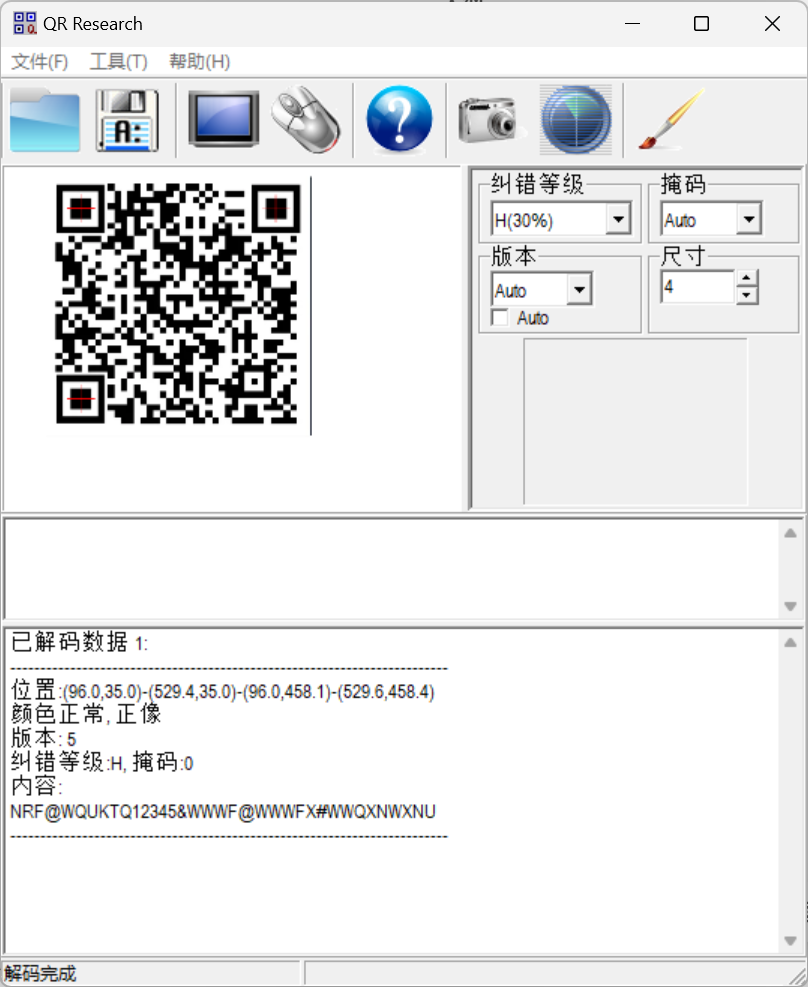 QR Research
文件(F) 工具(T) 帮助(H)
A:
?
纠错等级
掩码
H(30%)
Auto
版本
尺寸
Auto
4
Auto
已解码数据 1:
位置:(96.0,35.0)-(529.4,35.0)-(96.0,458.1)-(529.6,458.4)
颜色正常, 正像
版本: 5
纠错等级:H, 掩码:0
内容:
NRF@WQUKTQ12345&WWWF@WWWFX#WWQXNWXNU
解码完成